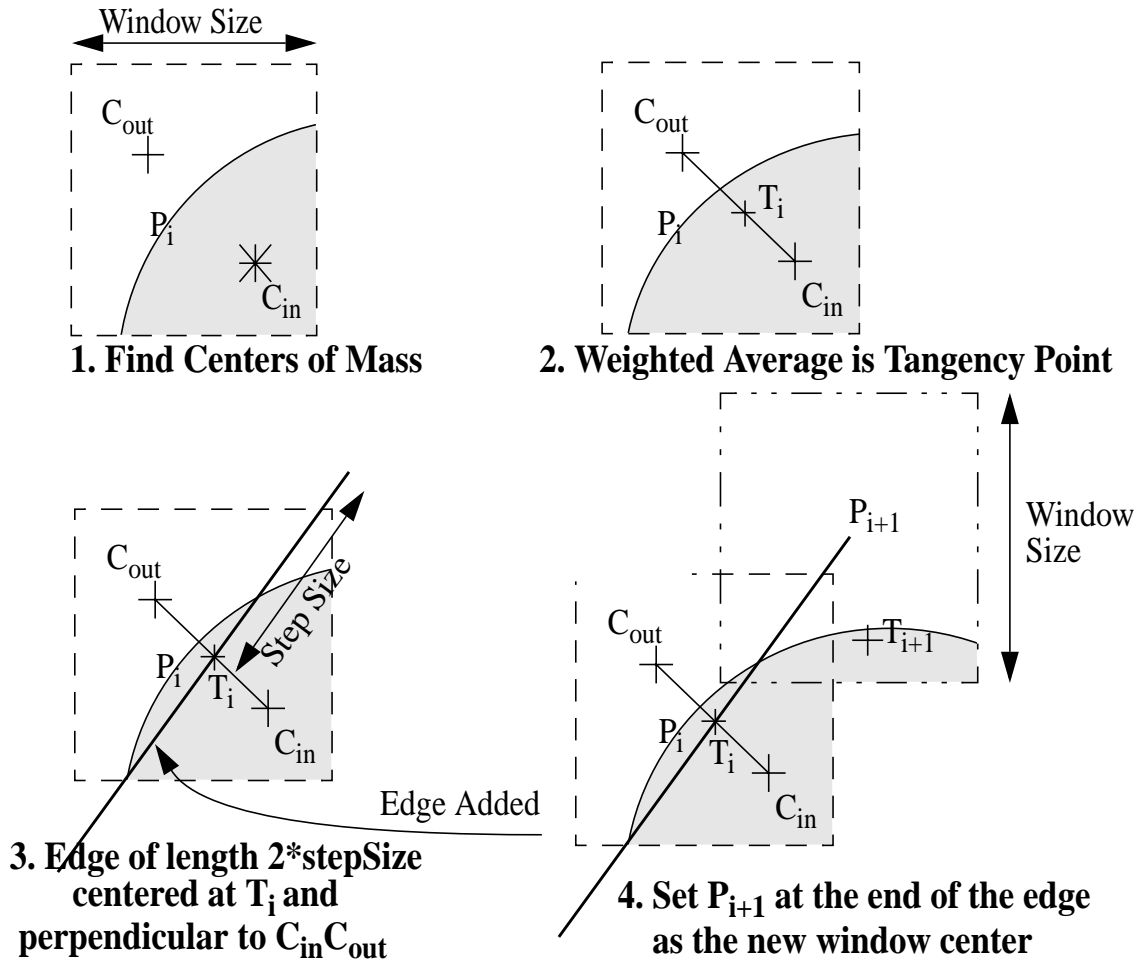 Window Size
C_out
P_i
C_in
1. Find Centers of Mass
C_out
T_i
P_i
C_in
2. Weighted Average is Tangency Point
C_out
Step Size
P_i
T_i
C_in
Edge Added
3. Edge of length 2*stepSize
centered at T_i and
perpendicular to C_inC_out
P_i+1
Window
Size
C_out
T_i+1
P_i
T_i
C_in
4. Set P_i+1 at the end of the edge
as the new window center